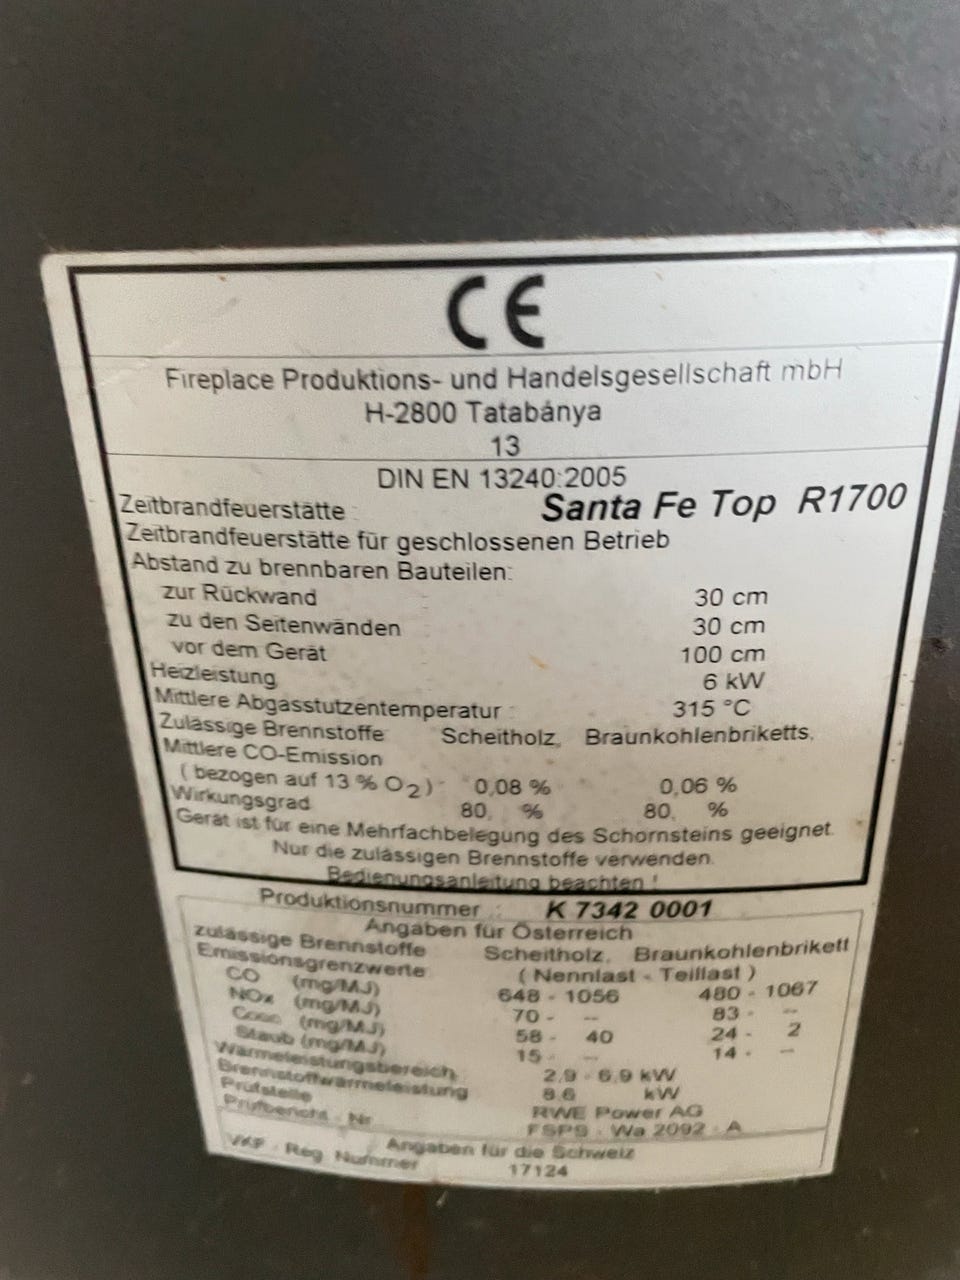 CE
Fireplace Produktions- und Handelsgesellschaft mbH
H-2800 Tatabánya
13
DIN EN 13240:2005
Zeitbrandfeuerstätte : Santa Fe Top R1700
Zeitbrandfeuerstätte für geschlossenen Betrieb
Abstand zu brennbaren Bauteilen:
zur Rückwand 30 cm
zu den Seitenwänden 30 cm
vor dem Gerät 100 cm
Heizleistung 6 kW
Mittlere Abgasstutzentemperatur : 315 °C
Zulässige Brennstoffe Scheitholz, Braunkohlenbriketts,
Mittlere CO-Emission
( bezogen auf 13 % O2 ) 0,08 % 0,06 %
Wirkungsgrad 80, % 80, %
Gerät ist für eine Mehrfachbelegung des Schornsteins geeignet.
Nur die zulässigen Brennstoffe verwenden.
Bedienungsanleitung beachten !
Produktionsnummer : K 7342 0001
Angaben für Österreich
zulässige Brennstoffe Scheitholz, Braunkohlenbrikett
Emissionsgrenzwerte ( Nennlast - Teillast )
CO (mg/MJ) 648 - 1056 480 - 1067
NOx (mg/MJ) 70 - -- 83 - --
(mg/MJ) 58 - 40 24 - 2
Staub (mg/MJ) 15 - -- 14 - --
Wärmeleistungsbereich 2,9 - 6,9 kW
Brennstoffwärmeleistung 8,6 kW
Prüfstelle RWE Power AG
Prüfbericht - Nr FSPS - Wa 2092 - A
Angaben für die Schweiz
VKF - Reg Nummer 17124